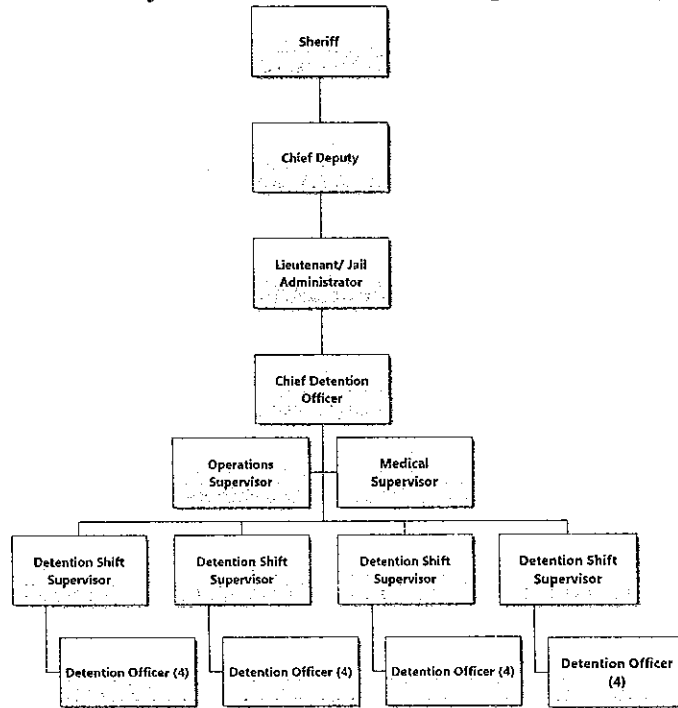 Sheriff
Chief Deputy
Lieutenant/ Jail
Administrator
Chief Detention
Officer
Operations
Supervisor
Medical
Supervisor
Detention Shift
Supervisor
Detention Shift
Supervisor
Detention Shift
Supervisor
Detention Shift
Supervisor
Detention Officer (4)
Detention Officer (4)
Detention Officer (4)
Detention Officer
(4)